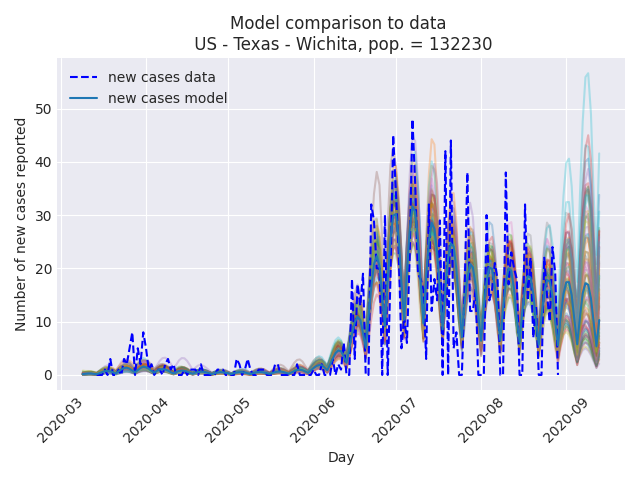 Model comparison to data
US - Texas - Wichita, pop. = 132230
new cases data
new cases model
Number of new cases reported
50
40
30
20
10
0
2020-03
2020-04
2020-05
2020-06
2020-07
2020-08
2020-09
Day